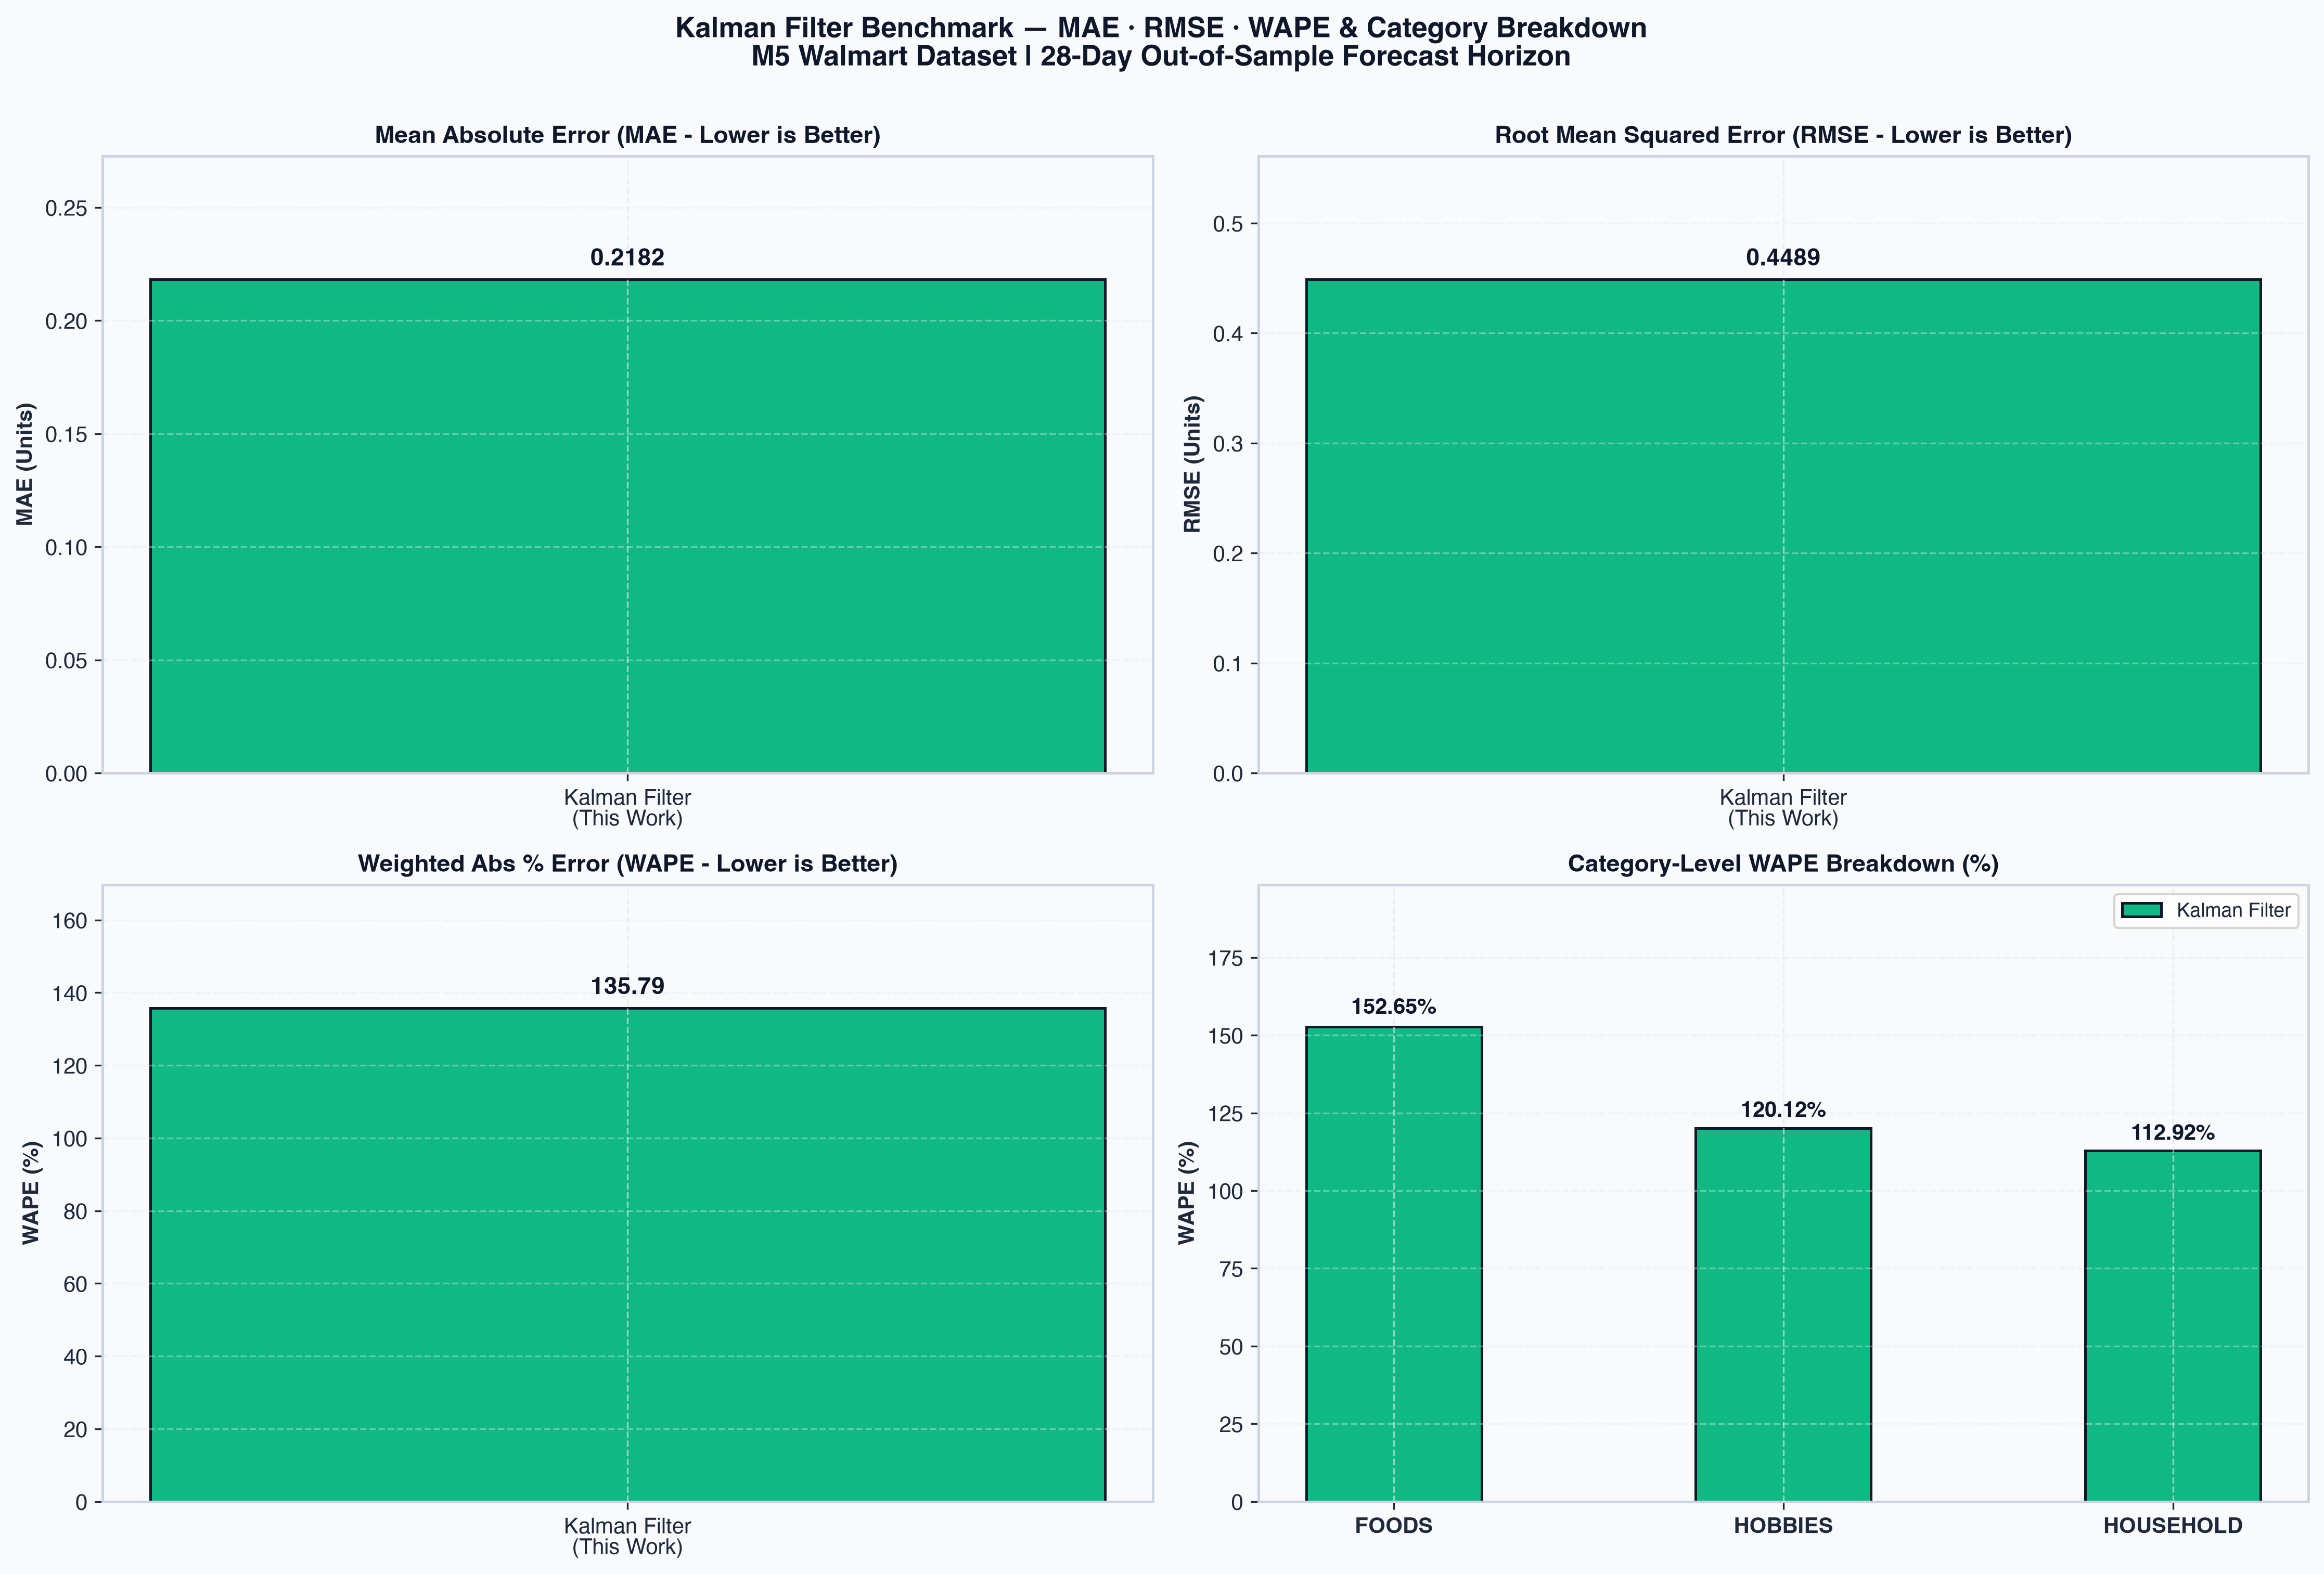 Kalman Filter Benchmark — MAE · RMSE · WAPE & Category Breakdown
M5 Walmart Dataset | 28-Day Out-of-Sample Forecast Horizon
Mean Absolute Error (MAE - Lower is Better)
MAE (Units)
0.25
0.20
0.15
0.10
0.05
0.00
0.2182
Kalman Filter
(This Work)
Root Mean Squared Error (RMSE - Lower is Better)
RMSE (Units)
0.5
0.4
0.3
0.2
0.1
0.0
0.4489
Kalman Filter
(This Work)
Weighted Abs % Error (WAPE - Lower is Better)
WAPE (%)
160
140
120
100
80
60
40
20
0
135.79
Kalman Filter
(This Work)
Category-Level WAPE Breakdown (%)
Kalman Filter
WAPE (%)
175
150
125
100
75
50
25
0
152.65%
120.12%
112.92%
FOODS
HOBBIES
HOUSEHOLD